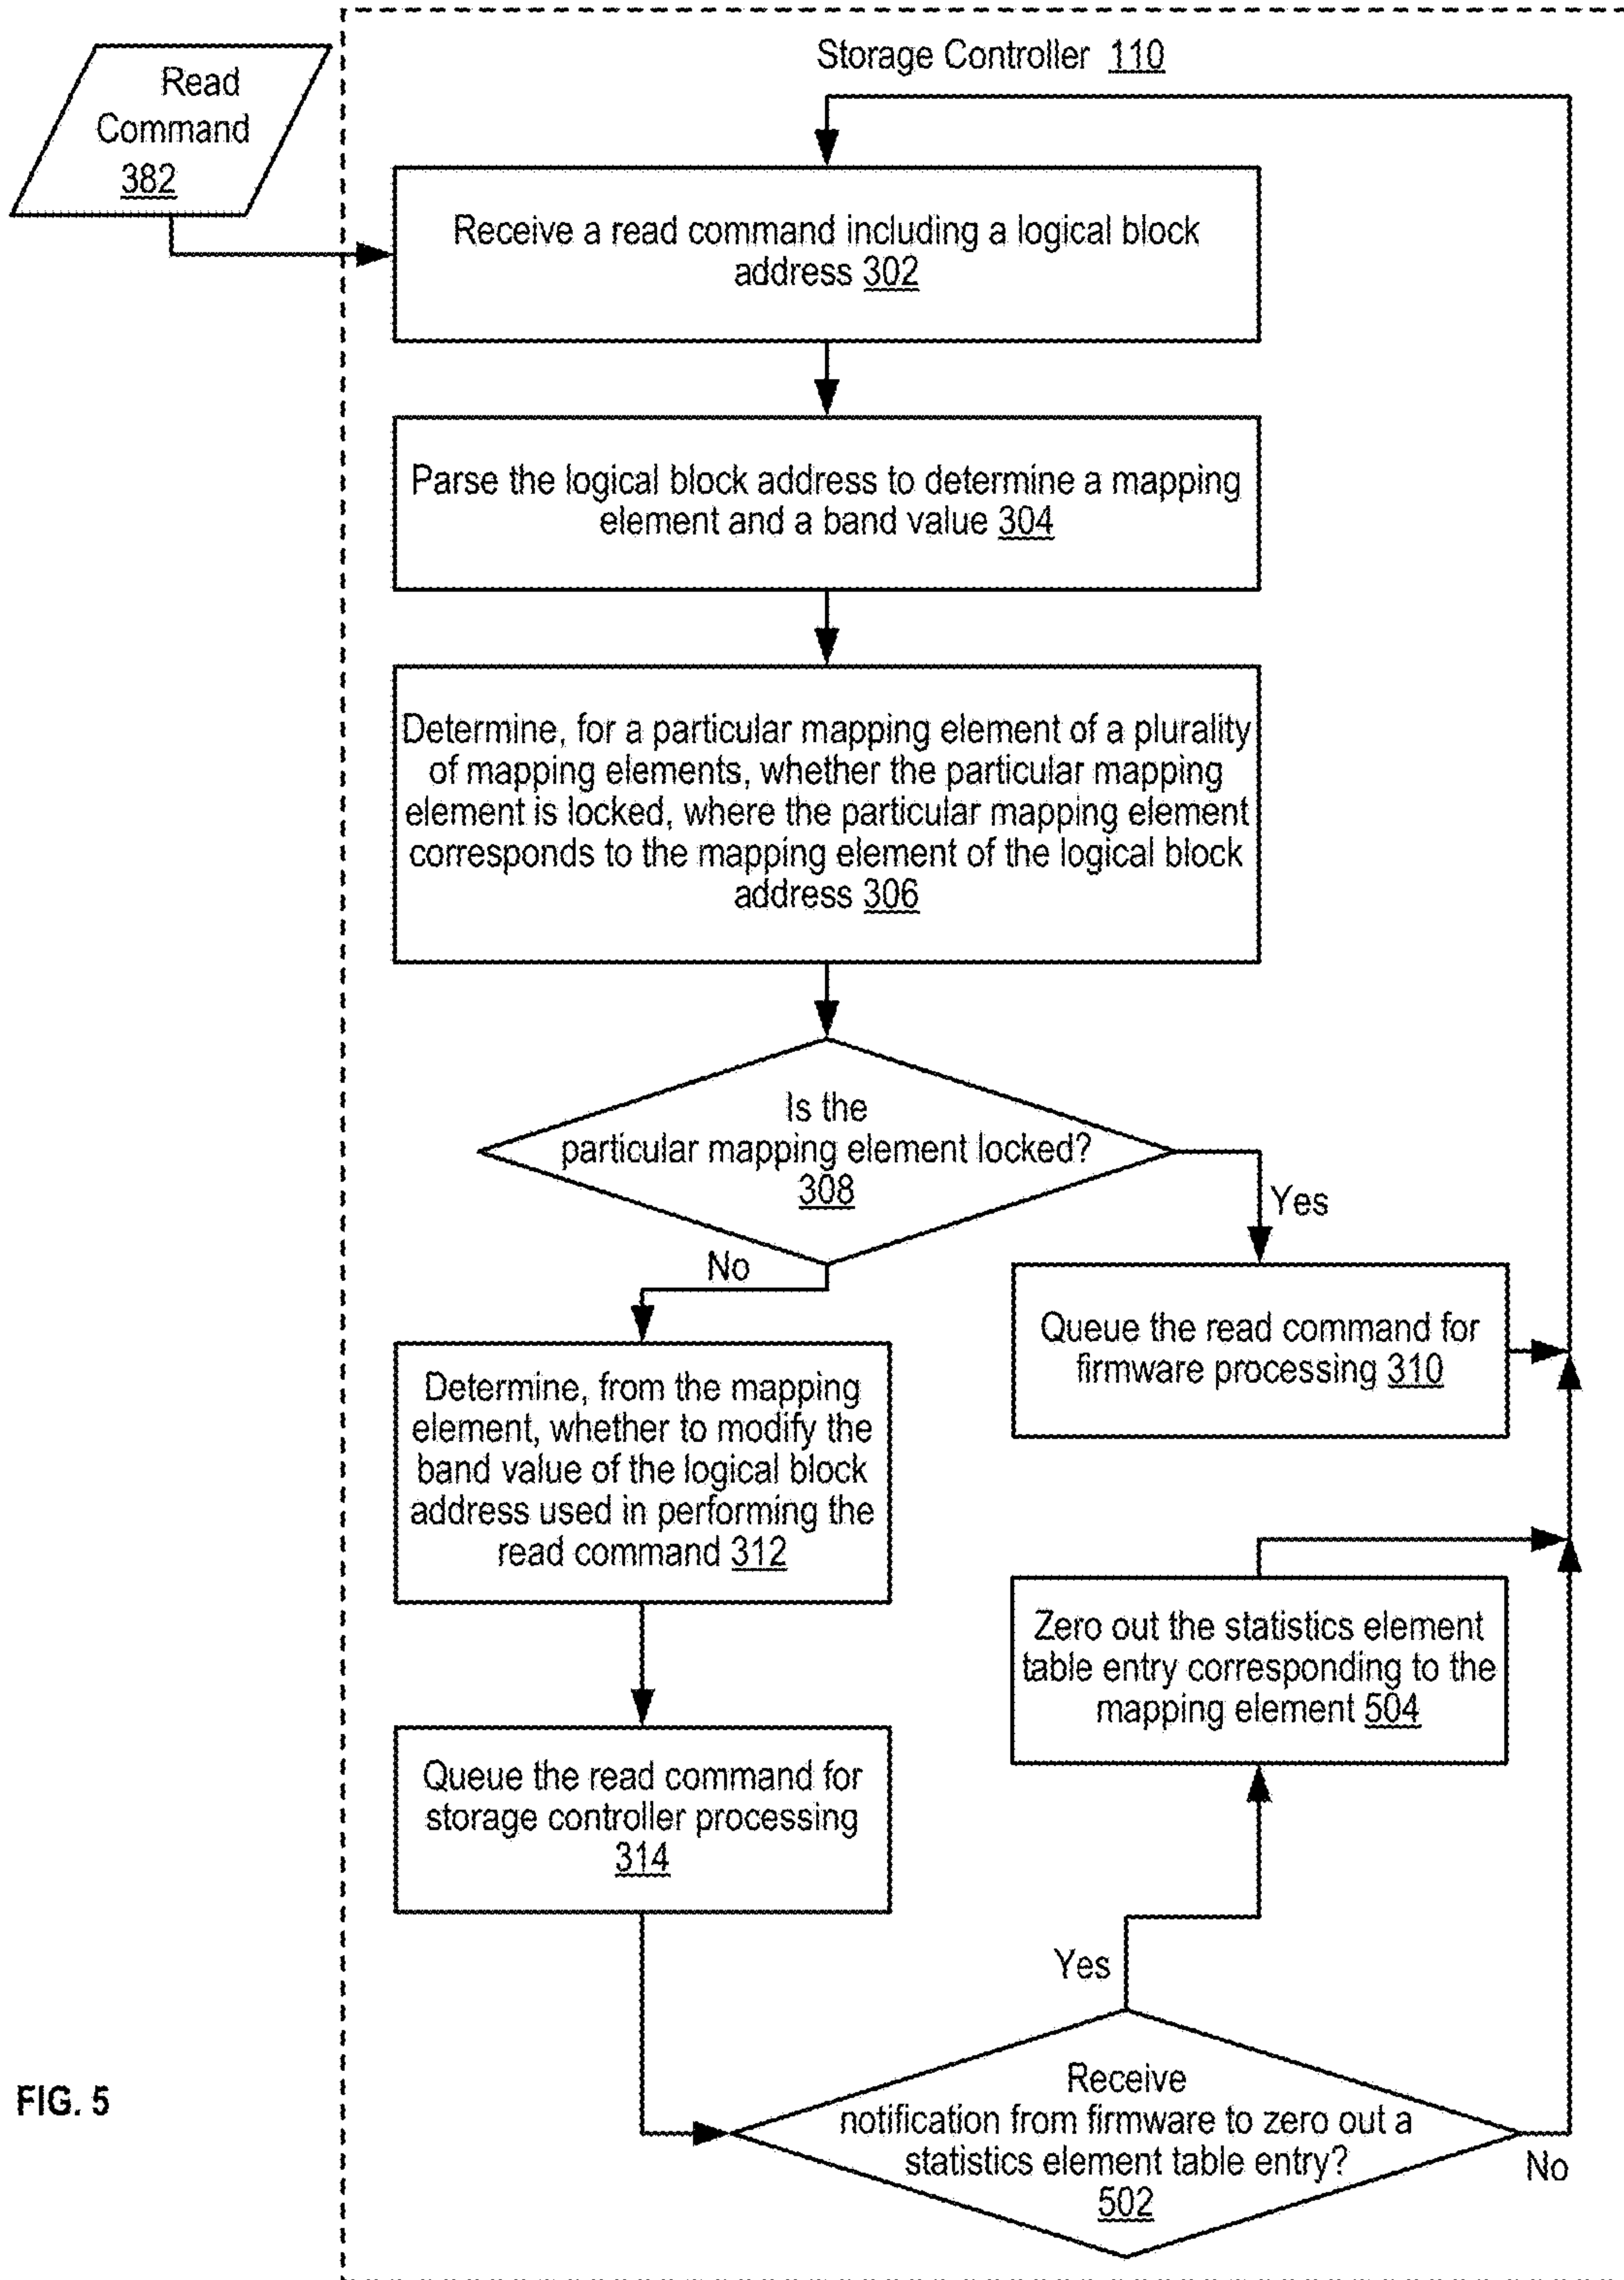 Storage Controller 110
Read
Command
382
Receive a read command including a logical block
address 302
Parse the logical block address to determine a mapping
element and a band value 304
Determine, for a particular mapping element of a plurality
of mapping elements, whether the particular mapping
element is locked, where the particular mapping element
corresponds to the mapping element of the logical block
address 306
Is the
particular mapping element locked?
308
Yes
No
Queue the read command for
firmware processing 310
Determine, from the mapping
element, whether to modify the
band value of the logical block
address used in performing the
read command 312
Zero out the statistics element
table entry corresponding to the
mapping element 504
Queue the read command for
storage controller processing
314
Yes
Receive
notification from firmware to zero out a
statistics element table entry?
502
No
FIG. 5